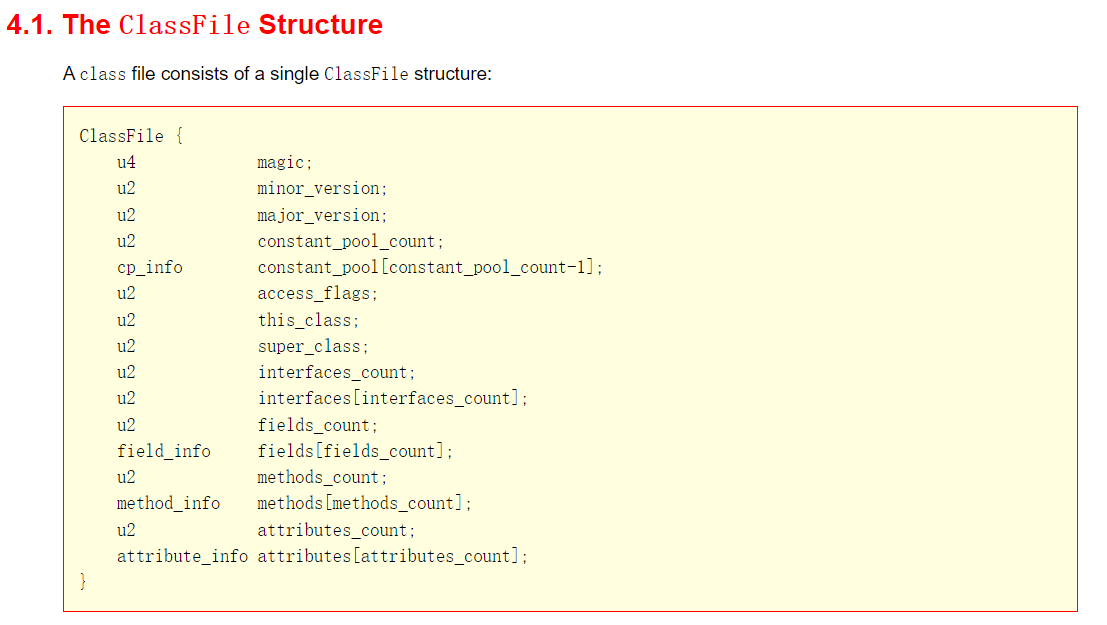 4.1. The ClassFile Structure
A class file consists of a single ClassFile structure:
ClassFile {
u4 magic;
u2 minor_version;
u2 major_version;
u2 constant_pool_count;
cp_info constant_pool[constant_pool_count-1];
u2 access_flags;
u2 this_class;
u2 super_class;
u2 interfaces_count;
u2 interfaces[interfaces_count];
u2 fields_count;
field_info fields[fields_count];
u2 methods_count;
method_info methods[methods_count];
u2 attributes_count;
attribute_info attributes[attributes_count];
}